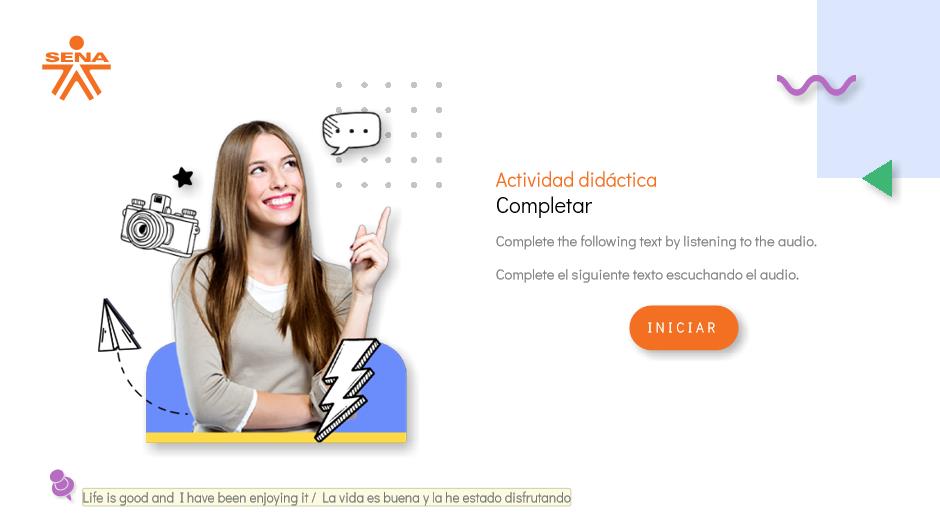 SENA
Actividad didáctica
Completar
Complete the following text by listening to the audio.
Complete el siguiente texto escuchando el audio.
INICIAR
Life is good and I have been enjoying it / La vida es buena y la he estado disfrutando